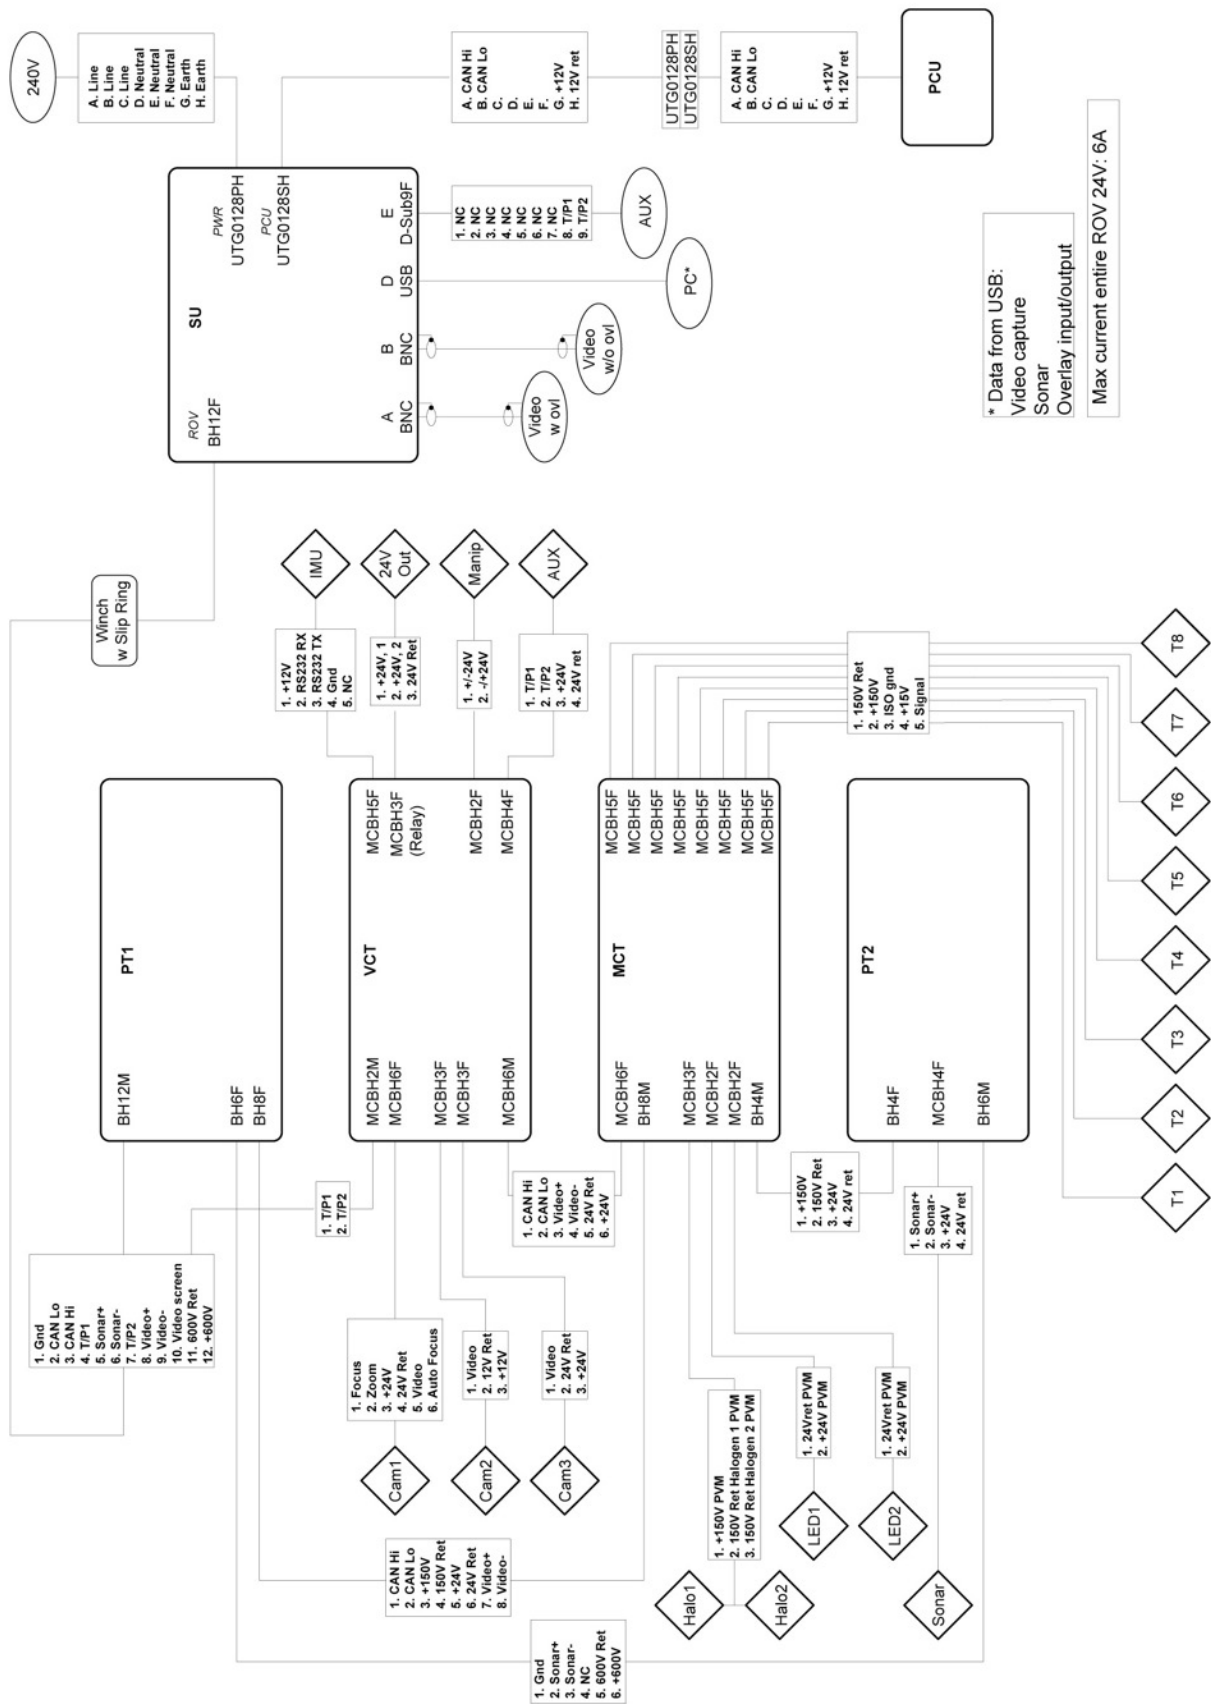 240V
A. Line
B. Line
C. Line
D. Neutral
E. Neutral
F. Neutral
G. Earth
H. Earth
A. CAN Hi
B. CAN Lo
C.
D.
E.
F.
G. +12V
H. 12V ret
UTG0128PH
UTG0128SH
A. CAN Hi
B. CAN Lo
C.
D.
E.
F.
G. +12V
H. 12V ret
PCU
SU
ROV
BH12F
PWR
UTG0128PH
PCU
UTG0128SH
A
BNC
B
BNC
D
USB
E
D-Sub9F
1. NC
2. NC
3. NC
4. NC
5. NC
6. NC
7. NC
8. T/P1
9. T/P2
AUX
PC*
Video
w/o ovl
Video
w ovl
* Data from USB:
Video capture
Sonar
Overlay input/output
Max current entire ROV 24V: 6A
Winch
w Slip Ring
IMU
24V
Out
Manip
AUX
1. +12V
2. RS232 RX
3. RS232 TX
4. Gnd
5. NC
1. +24V, 1
2. +24V, 2
3. 24V Ret
1. +/-24V
2. -/+24V
1. T/P1
2. T/P2
3. +24V
4. 24V ret
1. 150V Ret
2. +150V
3. ISO gnd
4. +15V
5. Signal
PT1
BH12M
BH6F
BH8F
VCT
MCBH5F
MCBH3F
(Relay)
MCBH2F
MCBH4F
MCBH2M
MCBH6F
MCBH3F
MCBH3F
MCBH6M
MCT
MCBH5F
MCBH5F
MCBH5F
MCBH5F
MCBH5F
MCBH5F
MCBH5F
MCBH5F
MCBH6F
BH8M
MCBH3F
MCBH2F
MCBH2F
BH4M
PT2
BH4F
MCBH4F
BH6M
1. Gnd
2. CAN Lo
3. CAN Hi
4. T/P1
5. Sonar+
6. Sonar-
7. T/P2
8. Video+
9. Video-
10. Video screen
11. 600V Ret
12. +600V
1. T/P1
2. T/P2
1. CAN Hi
2. CAN Lo
3. Video+
4. Video-
5. 24V Ret
6. +24V
1. +150V
2. 150V Ret
3. +24V
4. 24V ret
1. Sonar+
2. Sonar-
3. +24V
4. 24V ret
1. Focus
2. Zoom
3. +24V
4. 24V Ret
5. Video
6. Auto Focus
1. Video
2. 12V Ret
3. +12V
1. Video
2. 24V Ret
3. +24V
Cam1
Cam2
Cam3
1. +150V PVM
2. 150V Ret Halogen 1 PVM
3. 150V Ret Halogen 2 PVM
1. 24Vret PVM
2. +24V PVM
1. 24Vret PVM
2. +24V PVM
LED1
LED2
Halo1
Halo2
Sonar
1. CAN Hi
2. CAN Lo
3. +150V
4. 150V Ret
5. +24V
6. 24V Ret
7. Video+
8. Video-
1. Gnd
2. Sonar+
3. Sonar-
4. NC
5. 600V Ret
6. +600V
T1
T2
T3
T4
T5
T6
T7
T8